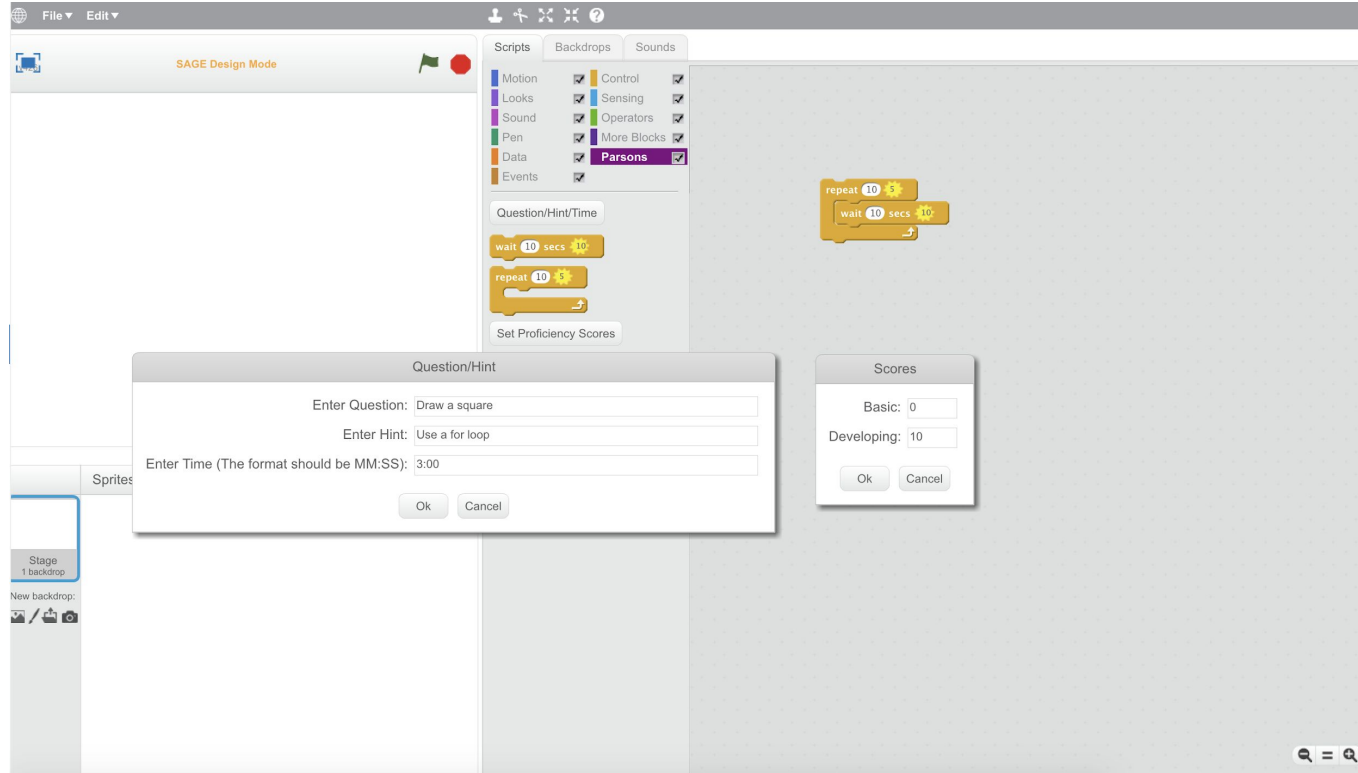 File ▾ Edit ▾
SAGE Design Mode
Scripts Backdrops Sounds
Motion Control
Looks Sensing
Sound Operators
Pen More Blocks
Data Parsons
Events
Question/Hint/Time
wait 10 secs 10
repeat 10 5
Set Proficiency Scores
repeat 10 5
wait 10 secs 10
Question/Hint
Enter Question: Draw a square
Enter Hint: Use a for loop
Enter Time (The format should be MM:SS): 3:00
Ok Cancel
Scores
Basic: 0
Developing: 10
Ok Cancel
Sprites
Stage
1 backdrop
New backdrop: